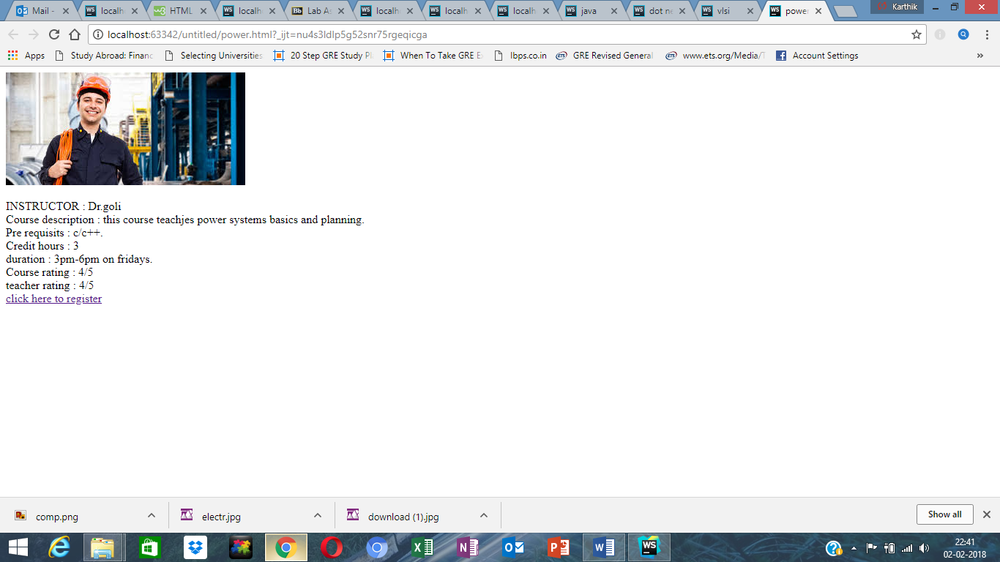 Mail -
localh
HTML
localh
Bb
Lab As
localh
localh
localh
java
dot ne
vlsi
power
Karthik
localhost:63342/untitled/power.html?_ijt=nu4s3ldlp5g52snr75rgeqicga
Apps
Study Abroad: Financ
Selecting Universities
20 Step GRE Study Pl
When To Take GRE E
Ibps.co.in
GRE Revised General
www.ets.org/Media/T
Account Settings
»
INSTRUCTOR : Dr.goli
Course description : this course teachjes power systems basics and planning.
Pre requisits : c/c++.
Credit hours : 3
duration : 3pm-6pm on fridays.
Course rating : 4/5
teacher rating : 4/5
click here to register
comp.png
electr.jpg
download (1).jpg
Show all
22:41
02-02-2018